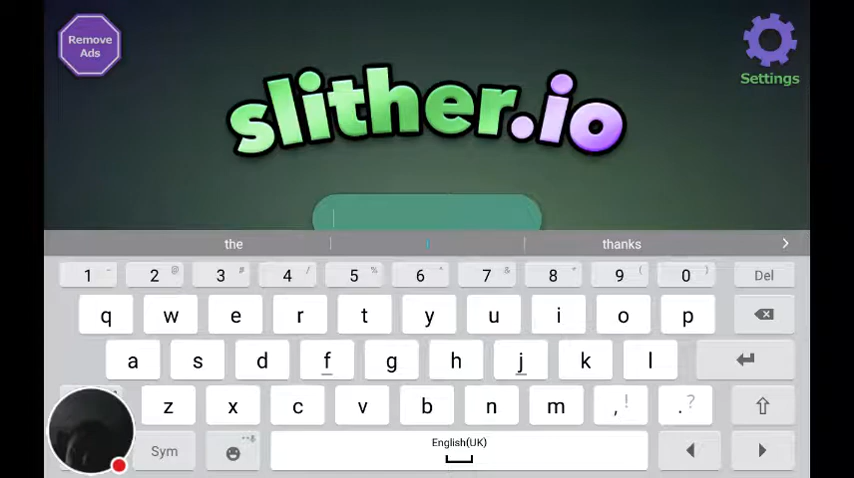 Remove
Ads
Settings
slither.io
the
thanks
1 2 3 4 5 6 7 8 9 0 Del
q w e r t y u i o p
a s d f g h j k l
z x c v b n m , ! . ?
Sym
English(UK)